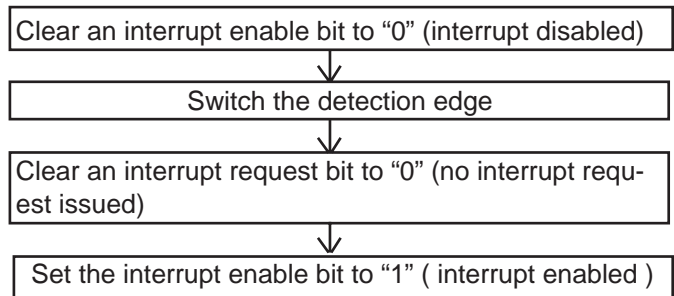 Clear an interrupt enable bit to “0” (interrupt disabled)
Switch the detection edge
Clear an interrupt request bit to “0” (no interrupt requ-
est issued)
Set the interrupt enable bit to “1” ( interrupt enabled )